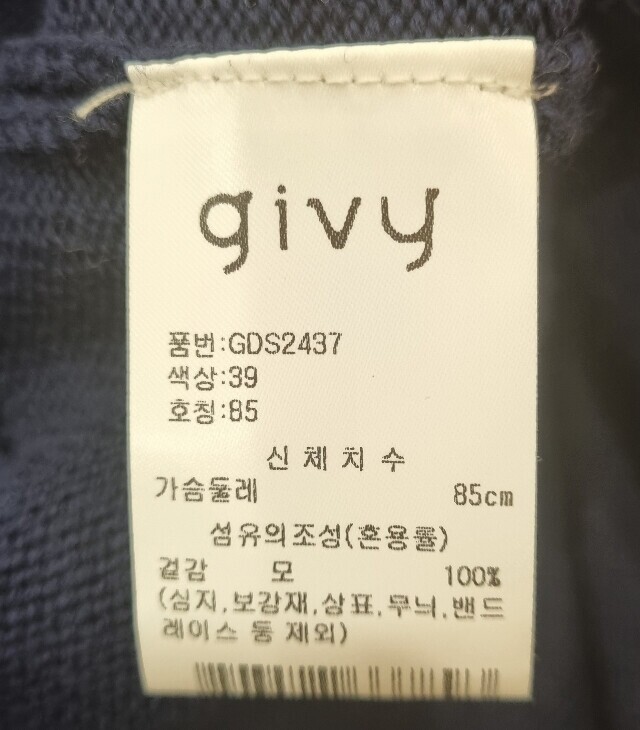 givy
품번:GDS2437
색상:39
호칭:85
신 체 치 수
가슴둘레 85cm
섬유의조성(혼용률)
겉감 모 100%
(심지,보강재,상표,무늬,밴드
레이스 등 제외)